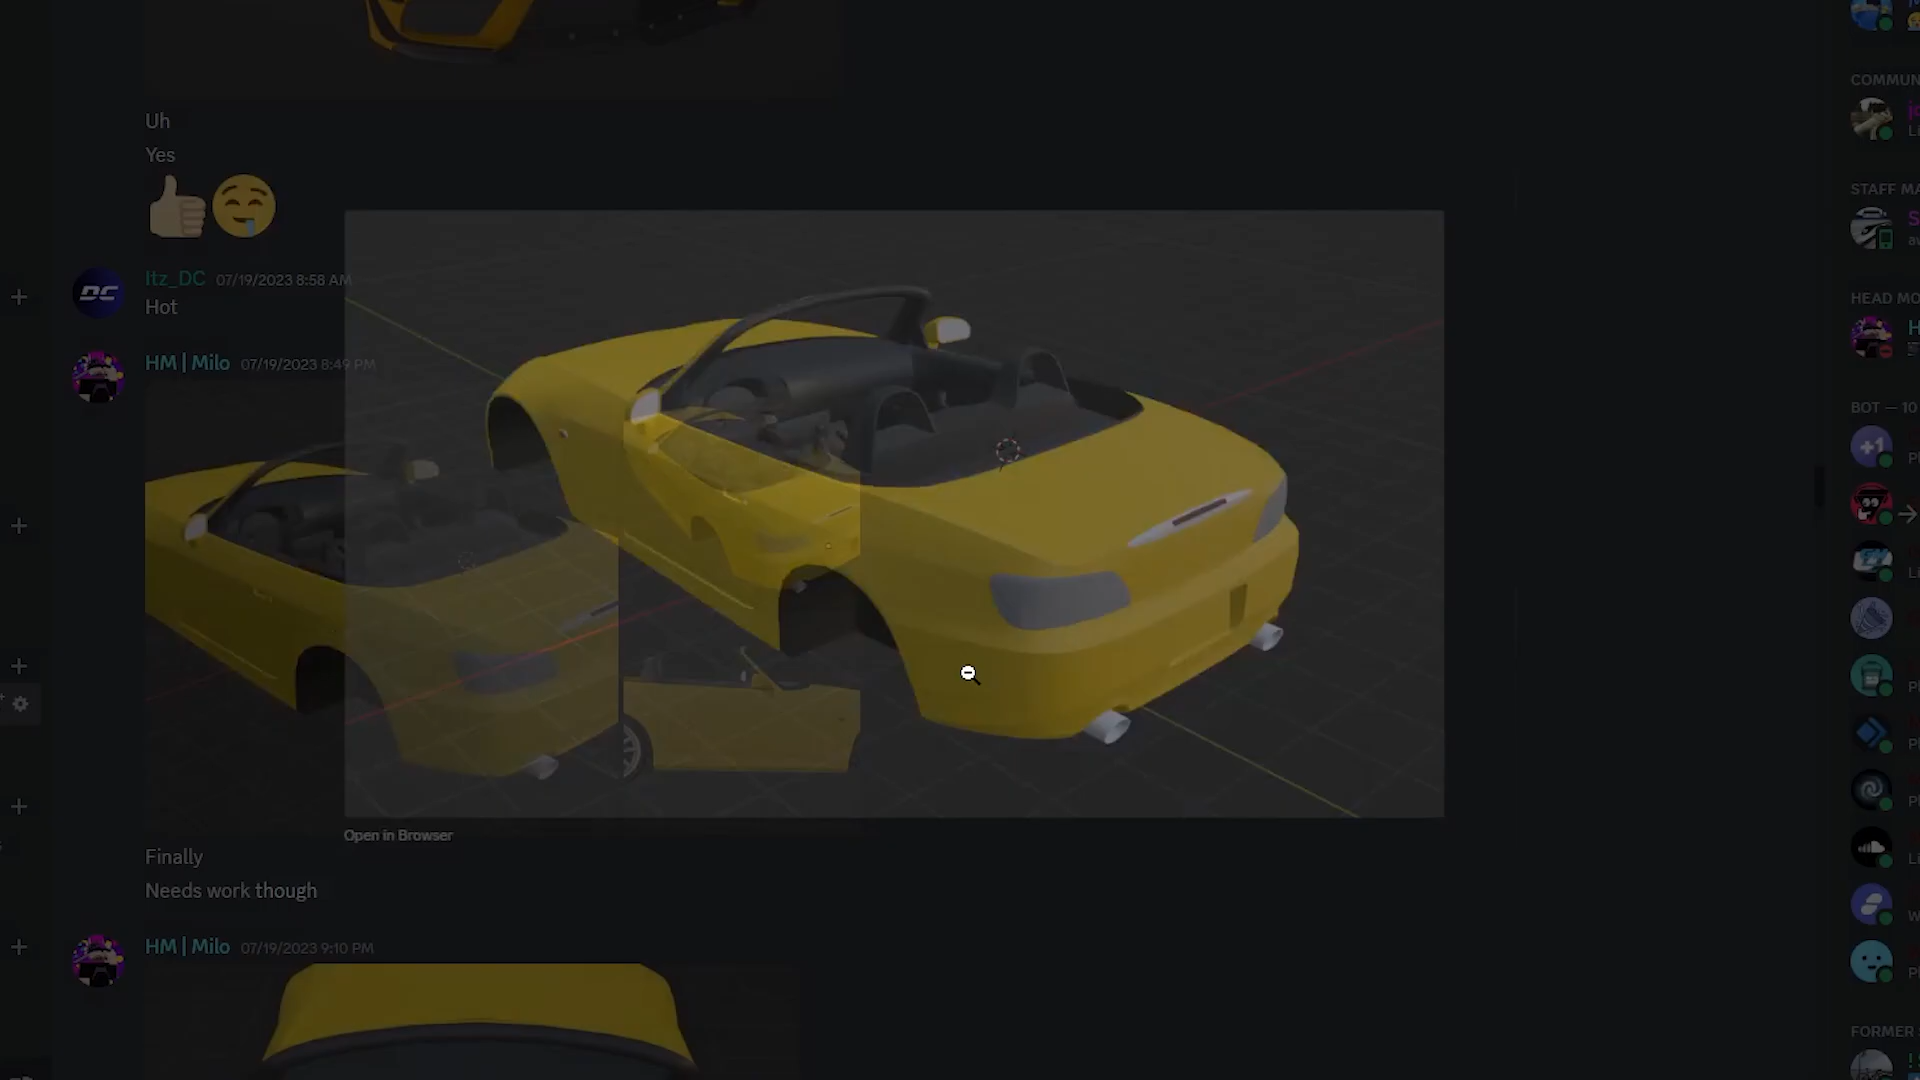 Uh
Yes
Itz_DC 07/19/2023 8:58 AM
Hot
HM | Milo 07/19/2023 8:49 PM
Open in Browser
Finally
Needs work though
HM | Milo 07/19/2023 9:10 PM
COMMUN
STAFF MA
HEAD MO
BOT — 10
FORMER
DC
+1